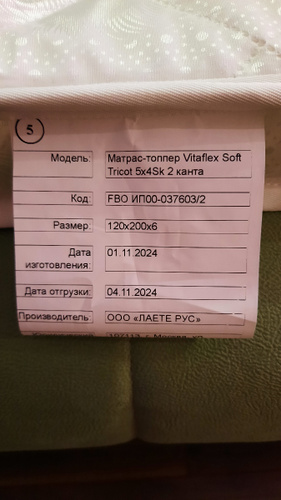 5
Модель: Матрас-топпер Vitaflex Soft
Tricot 5x4Sk 2 канта
Код: FBO ИП00-037603/2
Размер: 120х200х6
Дата 01.11.2024
изготовления:
Дата отгрузки: 04.11.2024
Производитель ООО «ЛАЕТЕ РУС»